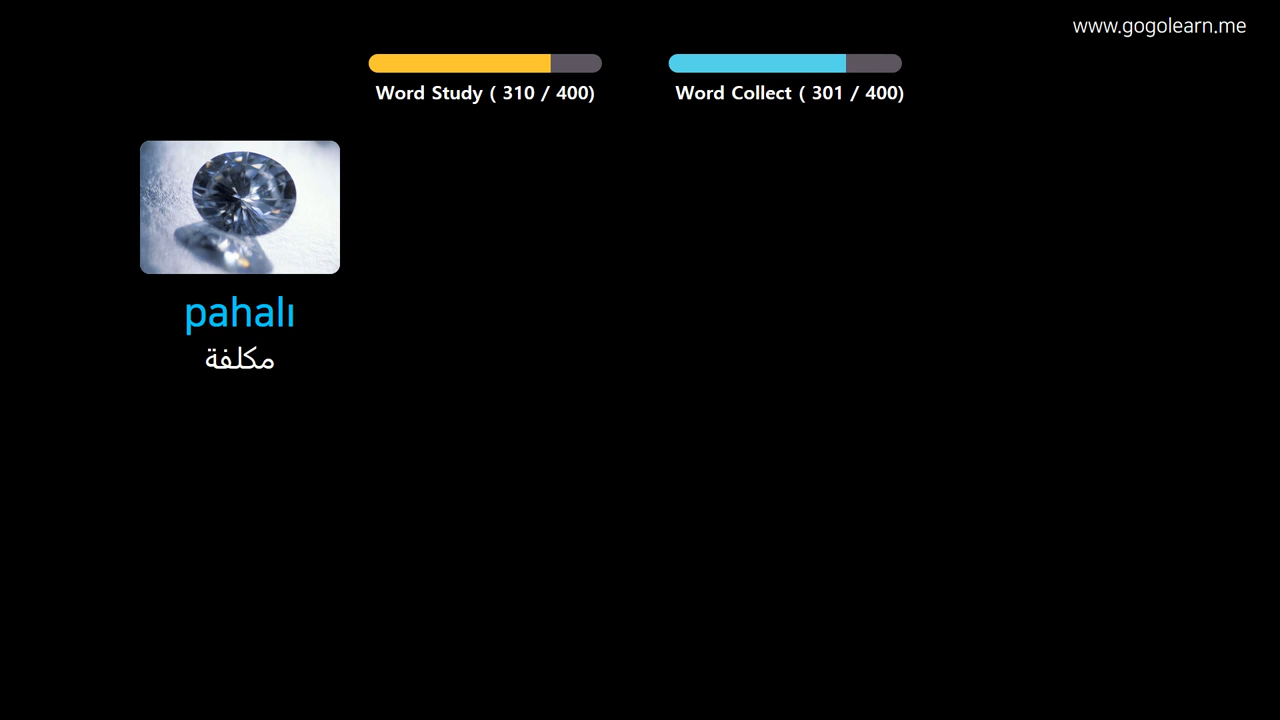 www.gogolearn.me
Word Study ( 310 / 400)
Word Collect ( 301 / 400)
pahalı
مكلفة